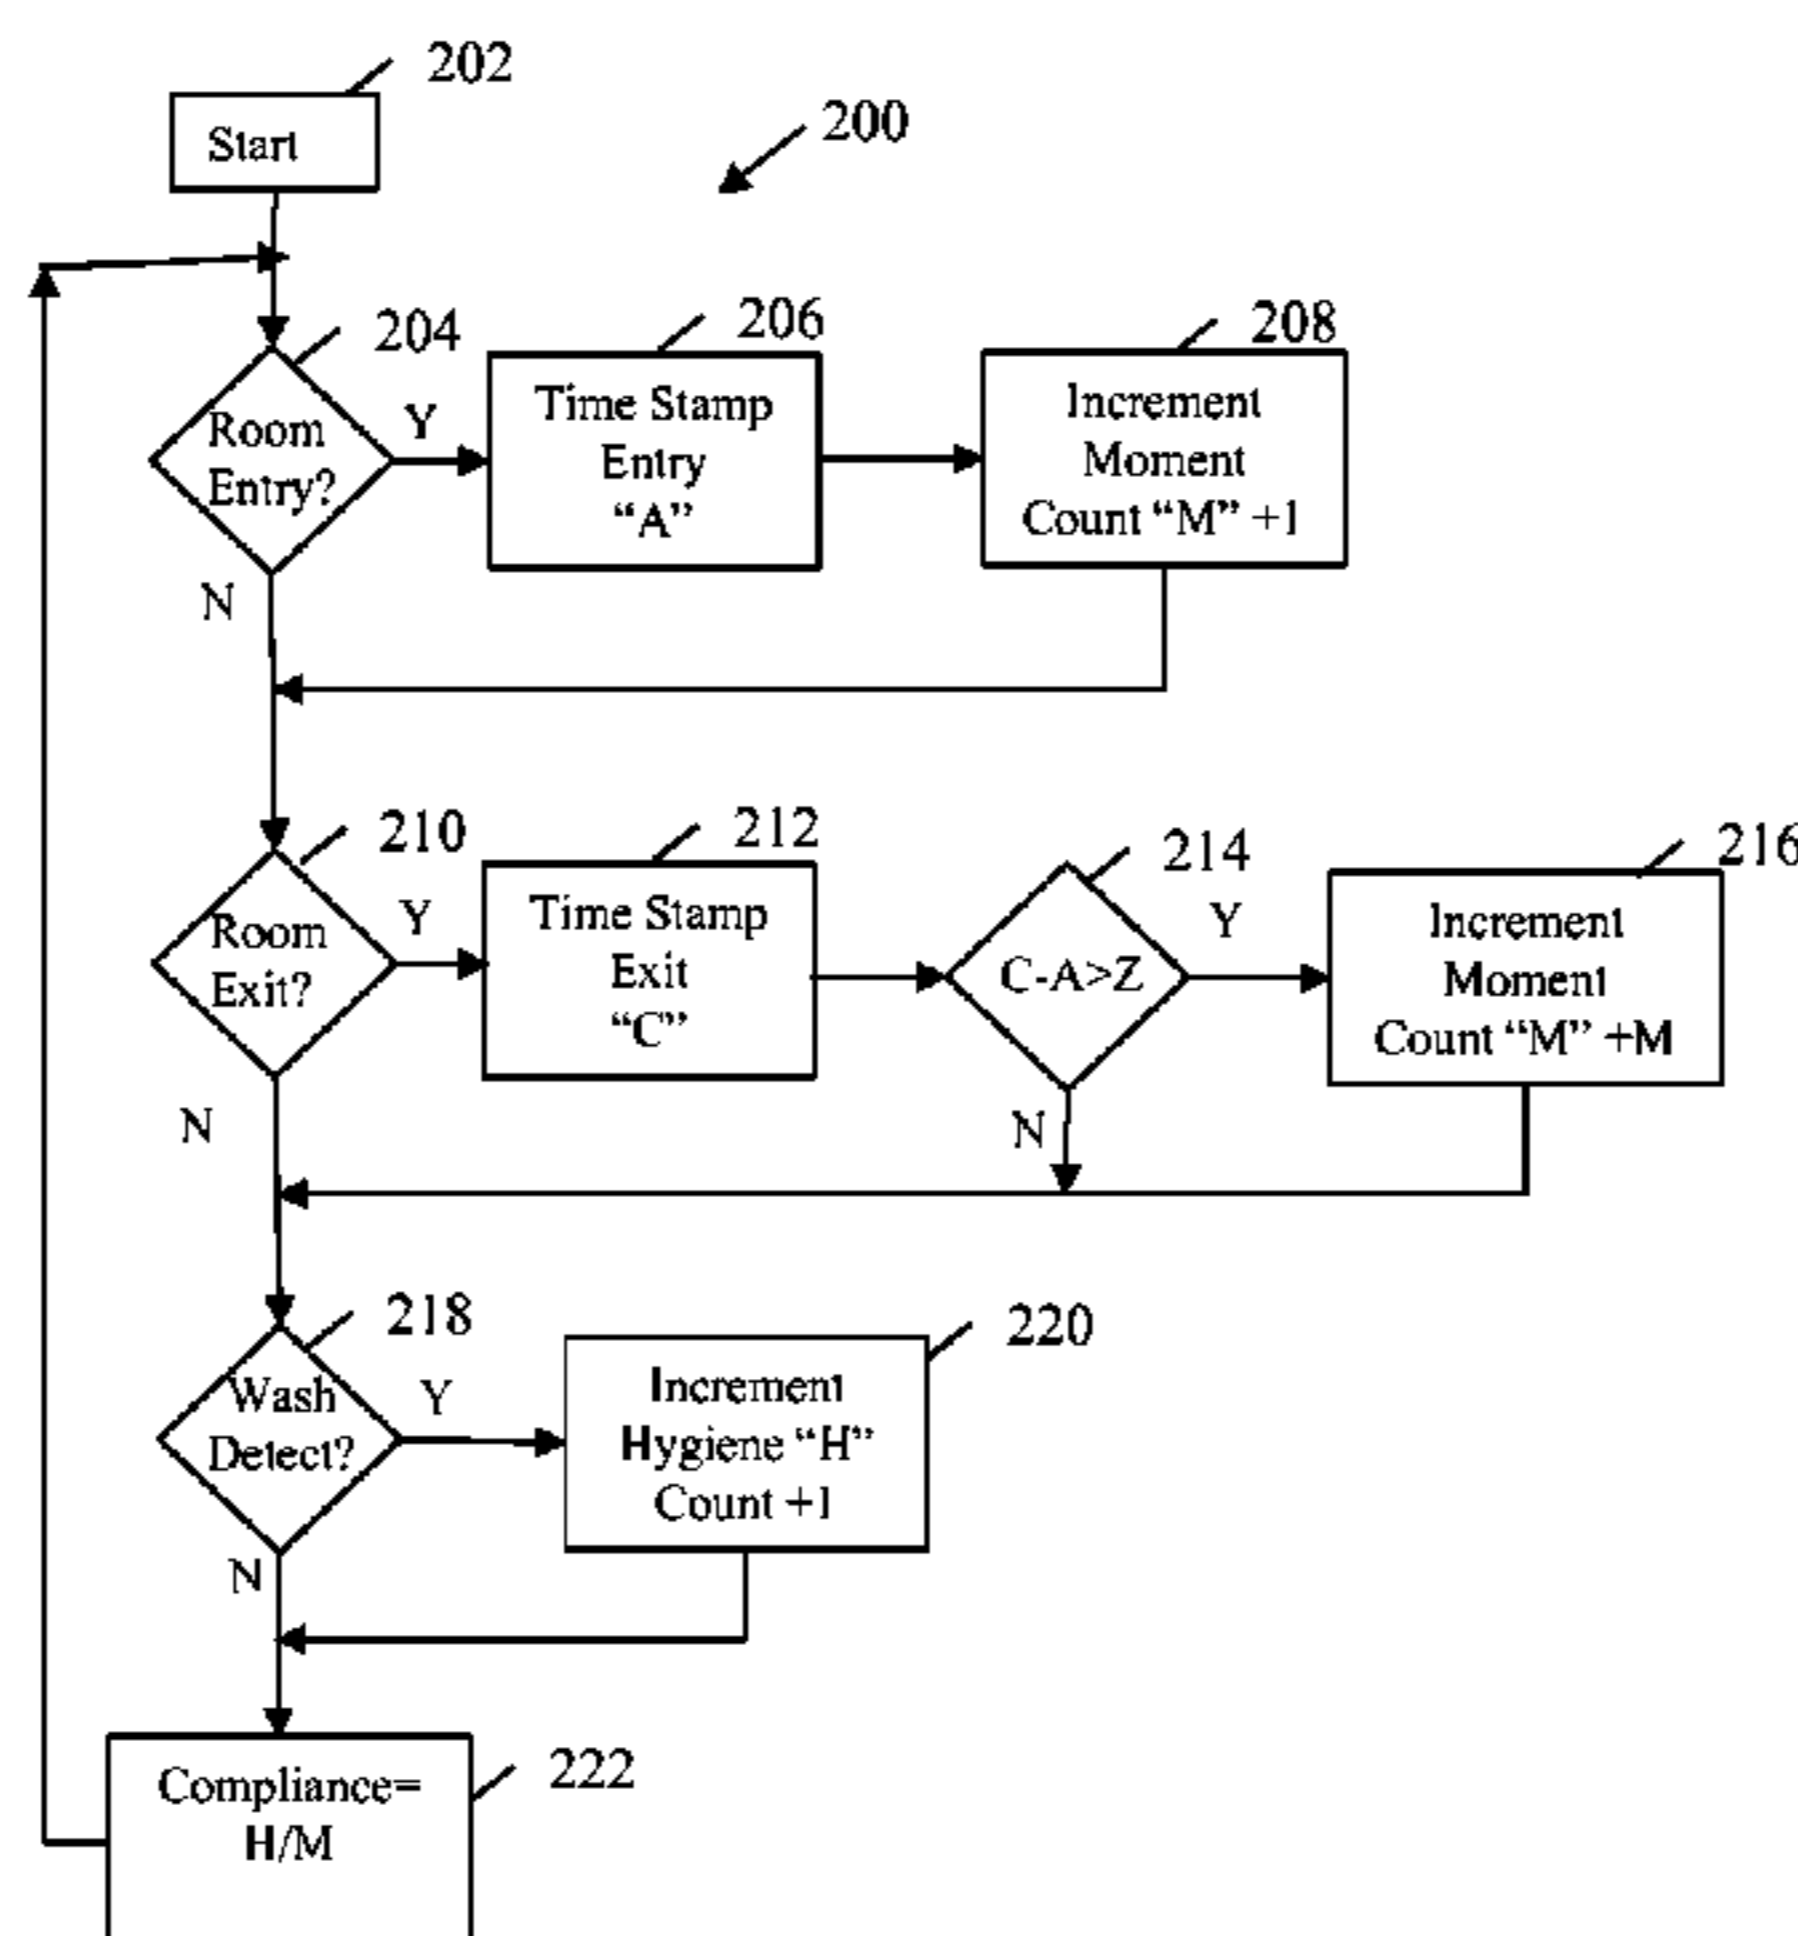 202
Start
200
204
Room
Entry?
Y
N
206
Time Stamp
Entry
“A”
208
Increment
Moment
Count “M” +1
210
Room
Exit?
Y
N
212
Time Stamp
Exit
“C”
214
C-A>Z
Y
N
216
Increment
Moment
Count “M” +M
218
Wash
Detect?
Y
N
220
Increment
Hygiene “H”
Count +1
222
Compliance=
H/M